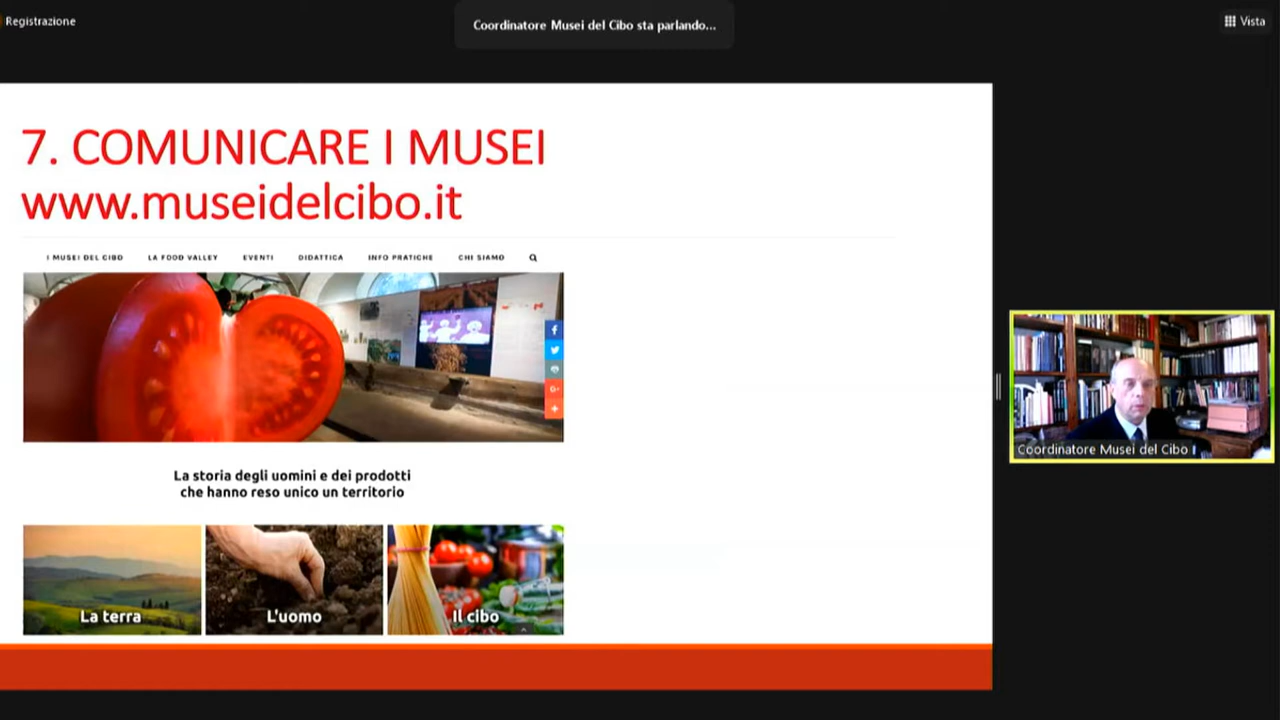 Registrazione
Coordinatore Musei del Cibo sta parlando...
Vista
7. COMUNICARE I MUSEI
www.museidelcibo.it
I MUSEI DEL CIBO LA FOOD VALLEY EVENTI DIDATTICA INFO PRATICHE CHI SIAMO
La storia degli uomini e dei prodotti
che hanno reso unico un territorio
La terra
L'uomo
Il cibo
Coordinatore Musei del Cibo